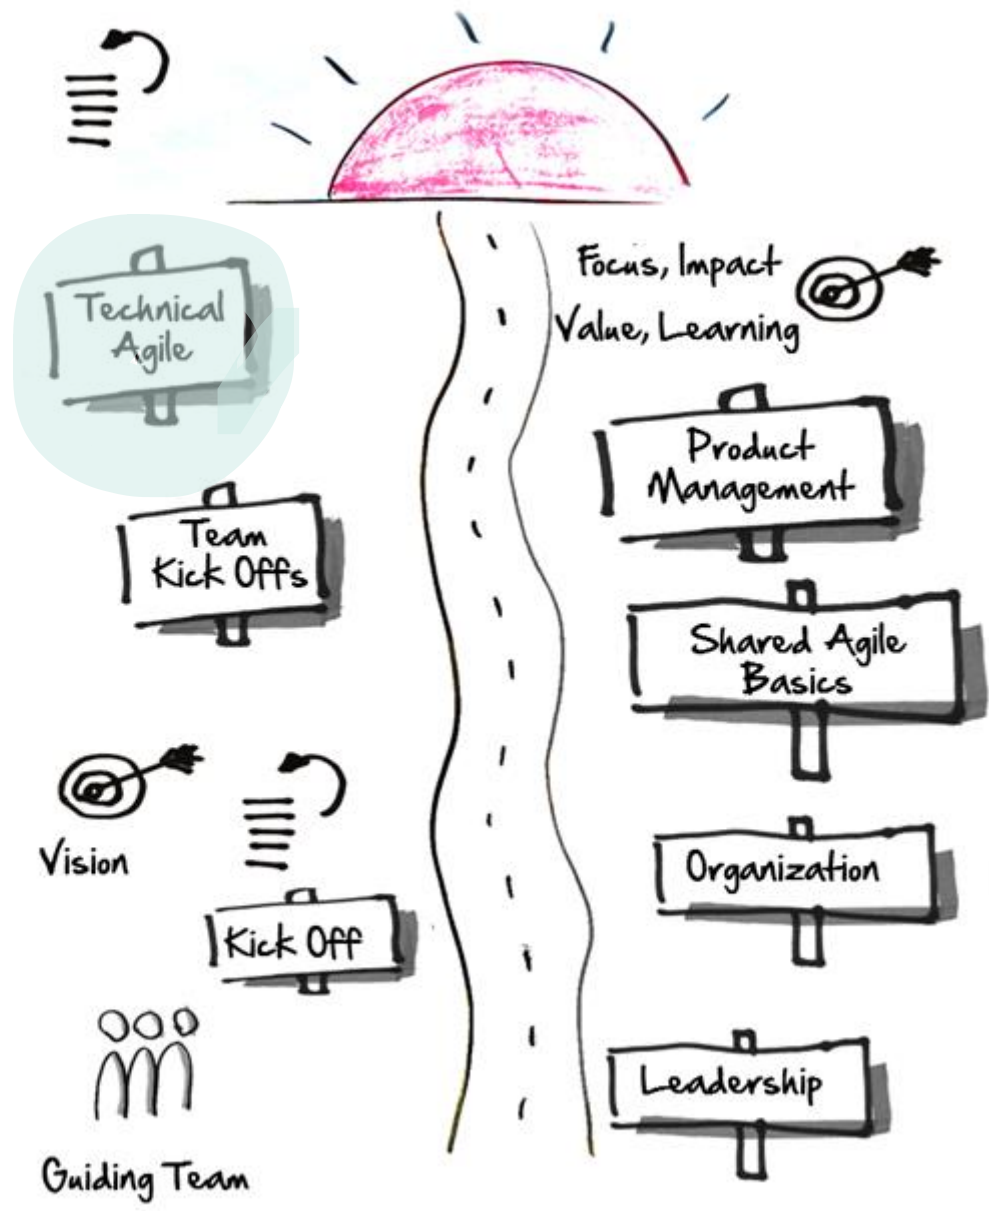 Focus, Impact
Value, Learning
Technical
Agile
Product
Management
Team
Kick Offs
Shared Agile
Basics
Vision
Organization
Kick Off
Leadership
Guiding Team